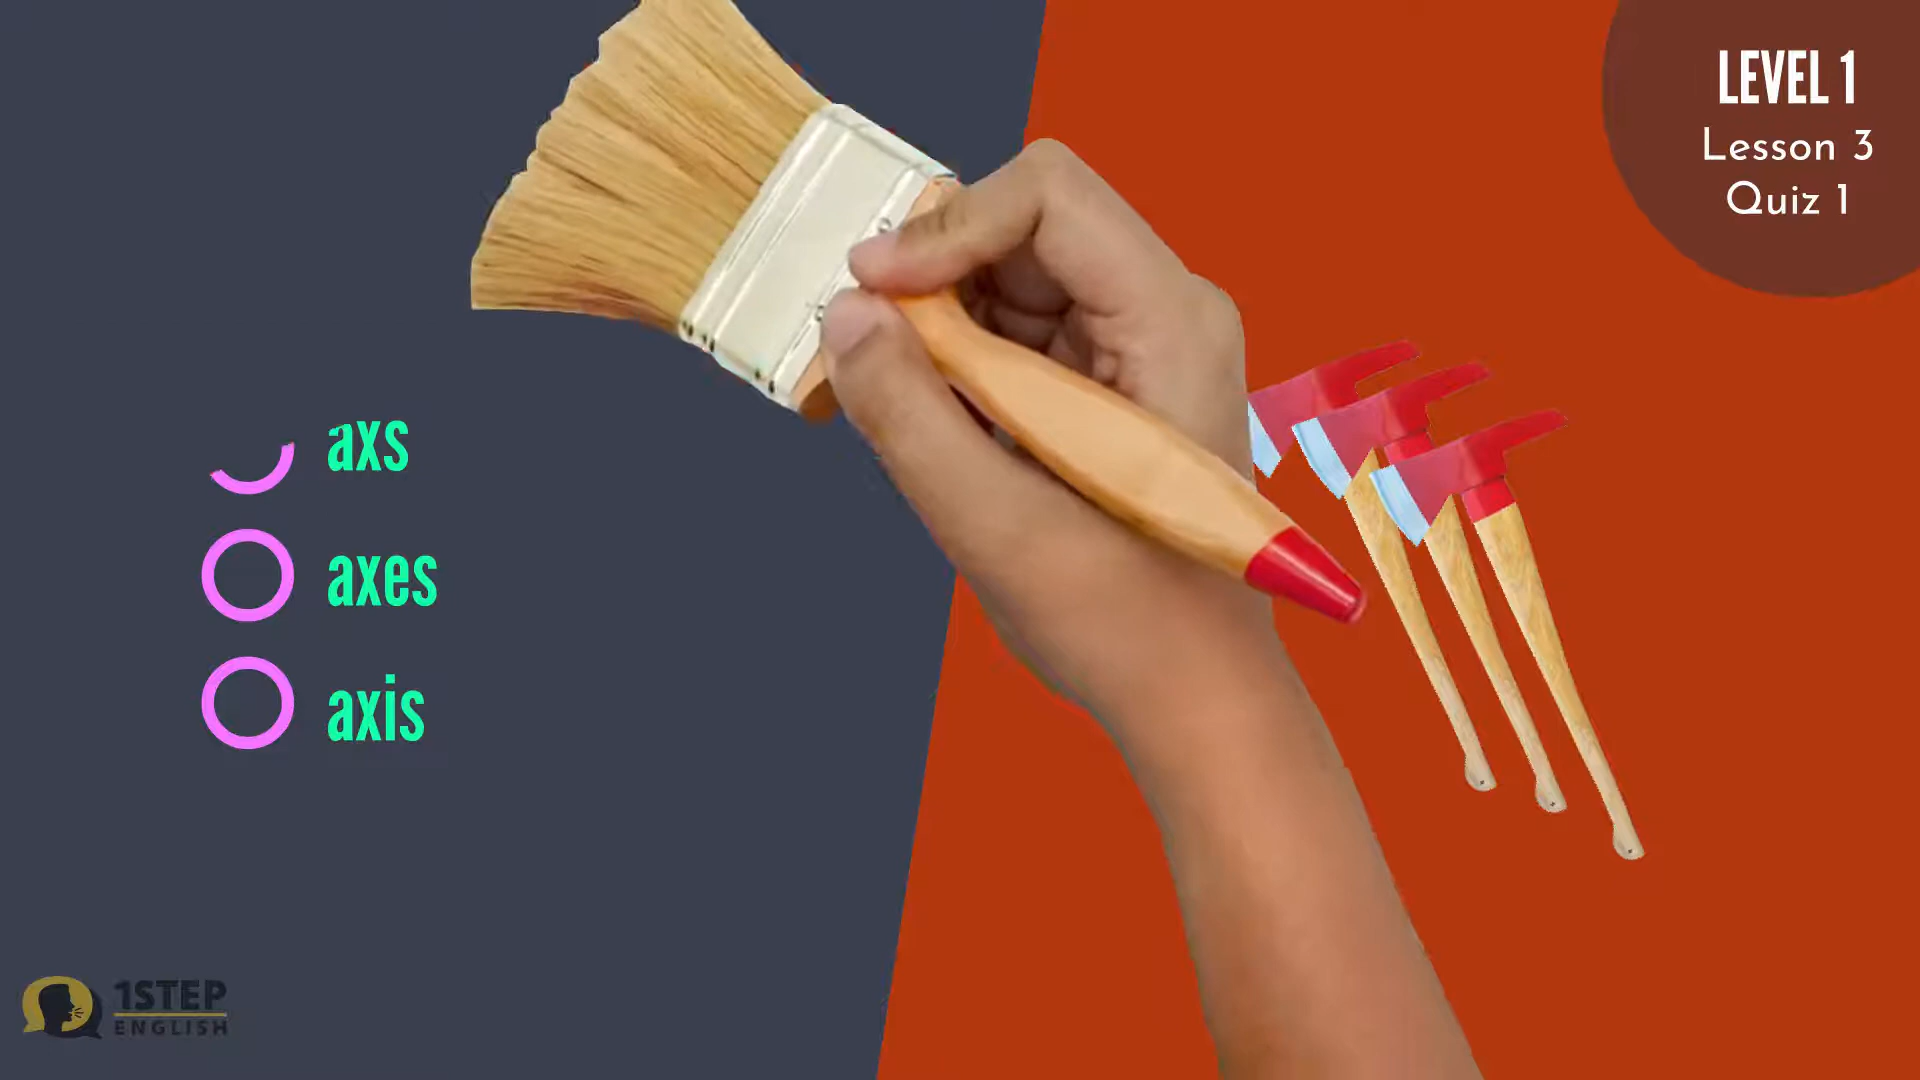 LEVEL 1
Lesson 3
Quiz 1
axs
axes
axis
1STEP
ENGLISH